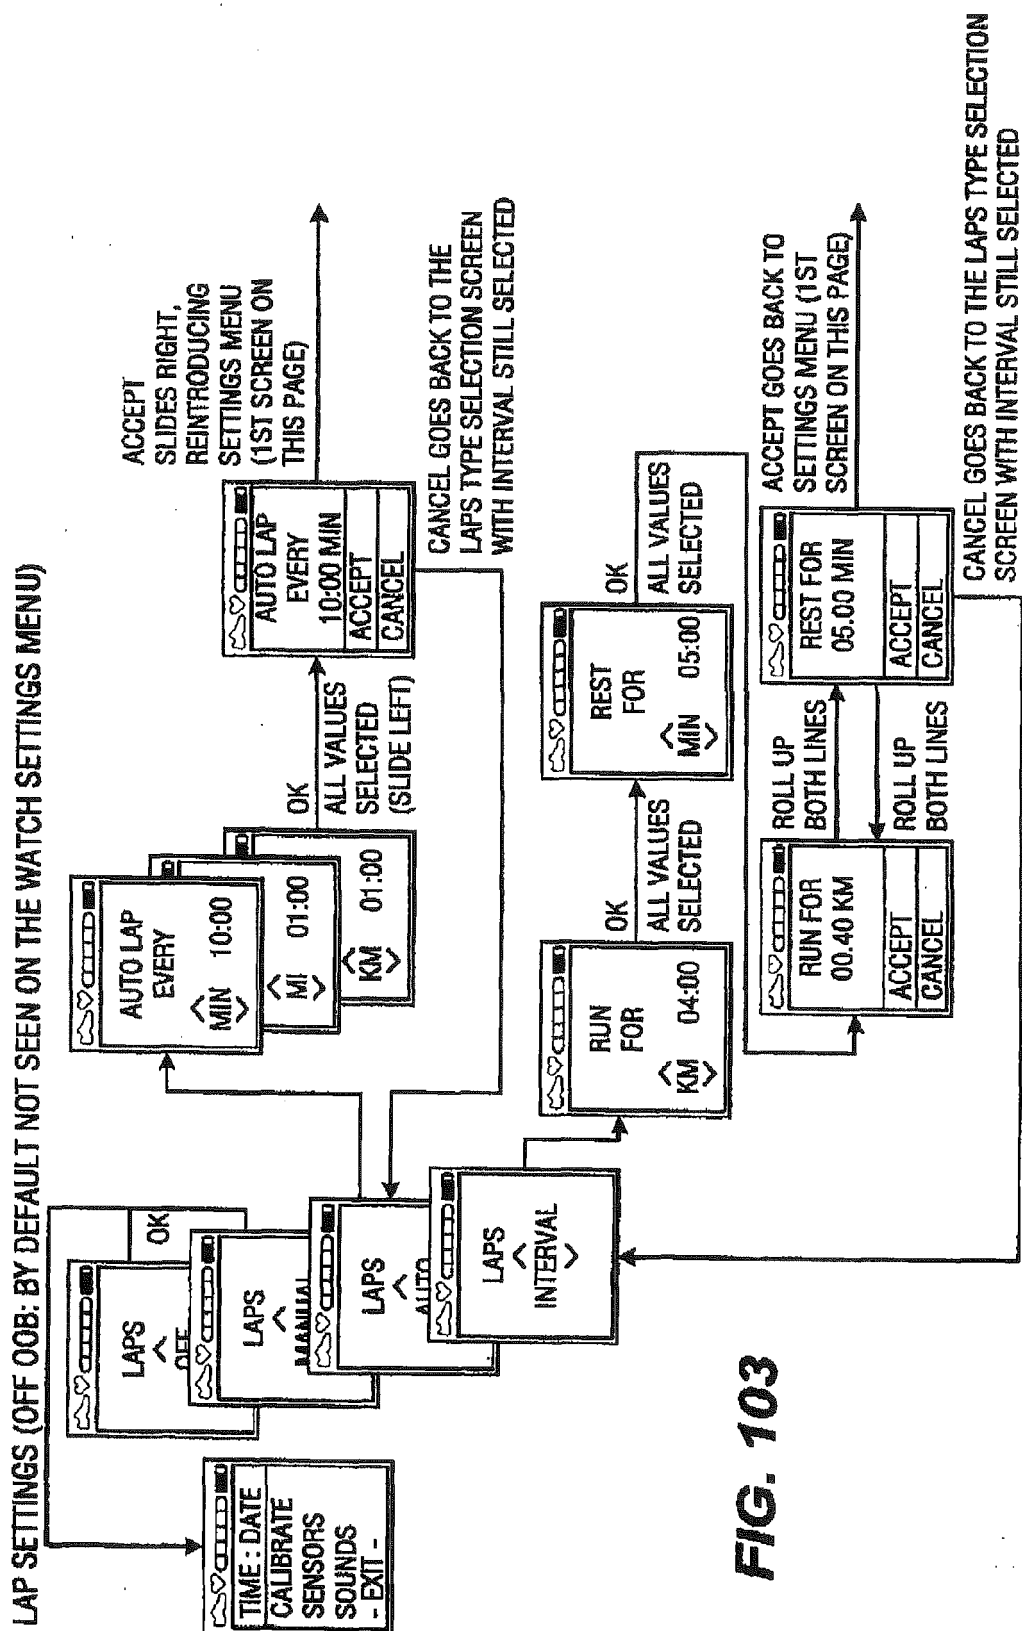 LAP SETTINGS (OFF OOB: BY DEFAULT NOT SEEN ON THE WATCH SETTINGS MENU)
TIME : DATE
CALIBRATE
SENSORS
SOUNDS
- EXIT -
LAPS
OFF
OK
LAPS
MANUAL
LAPS
AUTO
LAPS
INTERVAL
AUTO LAP
EVERY
MIN 10:00
MI 01:00
KM 01:00
OK
ALL VALUES
SELECTED
(SLIDE LEFT)
AUTO LAP
EVERY
10:00 MIN
ACCEPT
CANCEL
ACCEPT
SLIDES RIGHT,
REINTRODUCING
SETTINGS MENU
(1ST SCREEN ON
THIS PAGE)
CANCEL GOES BACK TO THE
LAPS TYPE SELECTION SCREEN
WITH INTERVAL STILL SELECTED
RUN
FOR
KM 04:00
OK
ALL VALUES
SELECTED
REST
FOR
MIN 05:00
OK
ALL VALUES
SELECTED
RUN FOR
00.40 KM
ACCEPT
CANCEL
ROLL UP
BOTH LINES
ROLL UP
BOTH LINES
REST FOR
05.00 MIN
ACCEPT
CANCEL
ACCEPT GOES BACK TO
SETTINGS MENU (1ST
SCREEN ON THIS PAGE)
CANCEL GOES BACK TO THE LAPS TYPE SELECTION
SCREEN WITH INTERVAL STILL SELECTED
FIG. 103